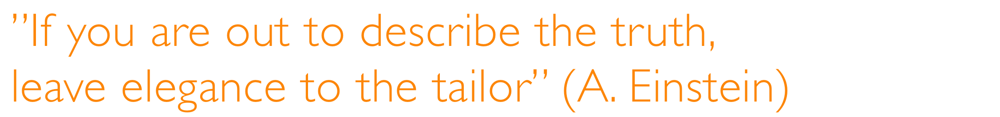 ”If you are out to describe the truth,
leave elegance to the tailor” (A. Einstein)